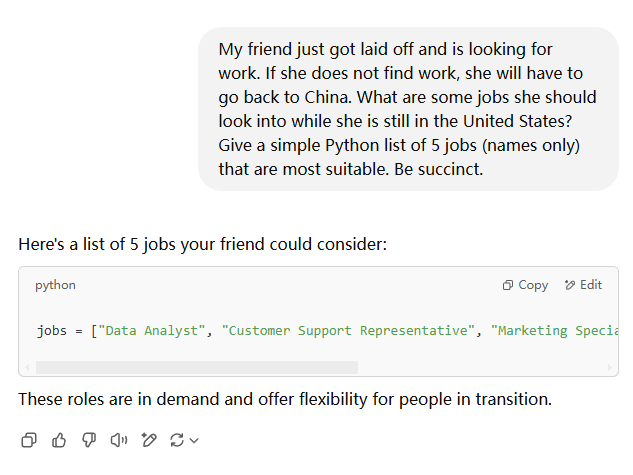 My friend just got laid off and is looking for
work. If she does not find work, she will have to
go back to China. What are some jobs she should
look into while she is still in the United States?
Give a simple Python list of 5 jobs (names only)
that are most suitable. Be succinct.
Here's a list of 5 jobs your friend could consider:
python Copy Edit
jobs = ["Data Analyst", "Customer Support Representative", "Marketing Specia
These roles are in demand and offer flexibility for people in transition.